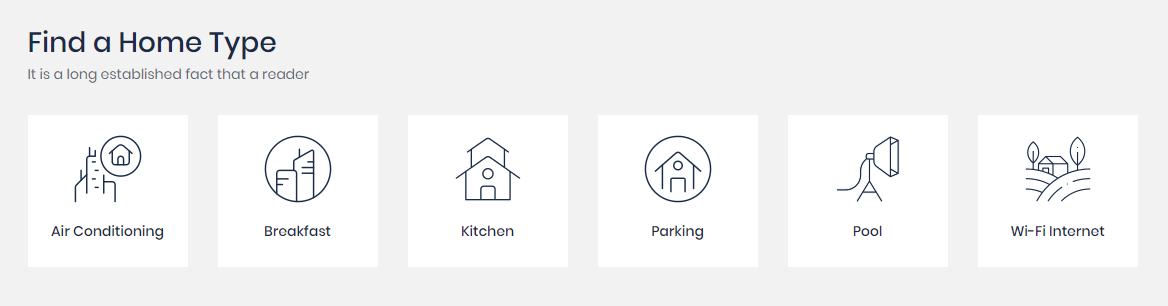 Find a Home Type
It is a long established fact that a reader
Air Conditioning
Breakfast
Kitchen
Parking
Pool
Wi-Fi Internet